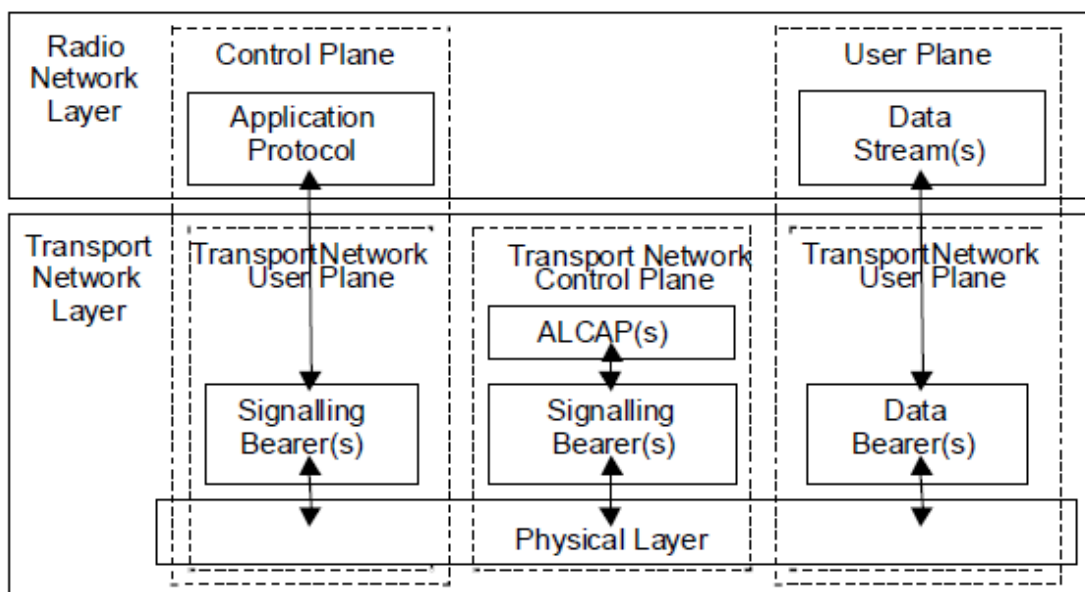 Radio
Network
Layer
Control Plane
Application
Protocol
User Plane
Data
Stream(s)
Transport
Network
Layer
TransportNetwork
User Plane
Signalling
Bearer(s)
Transport Network
Control Plane
ALCAP(s)
Signalling
Bearer(s)
TransportNetwork
User Plane
Data
Bearer(s)
Physical Layer